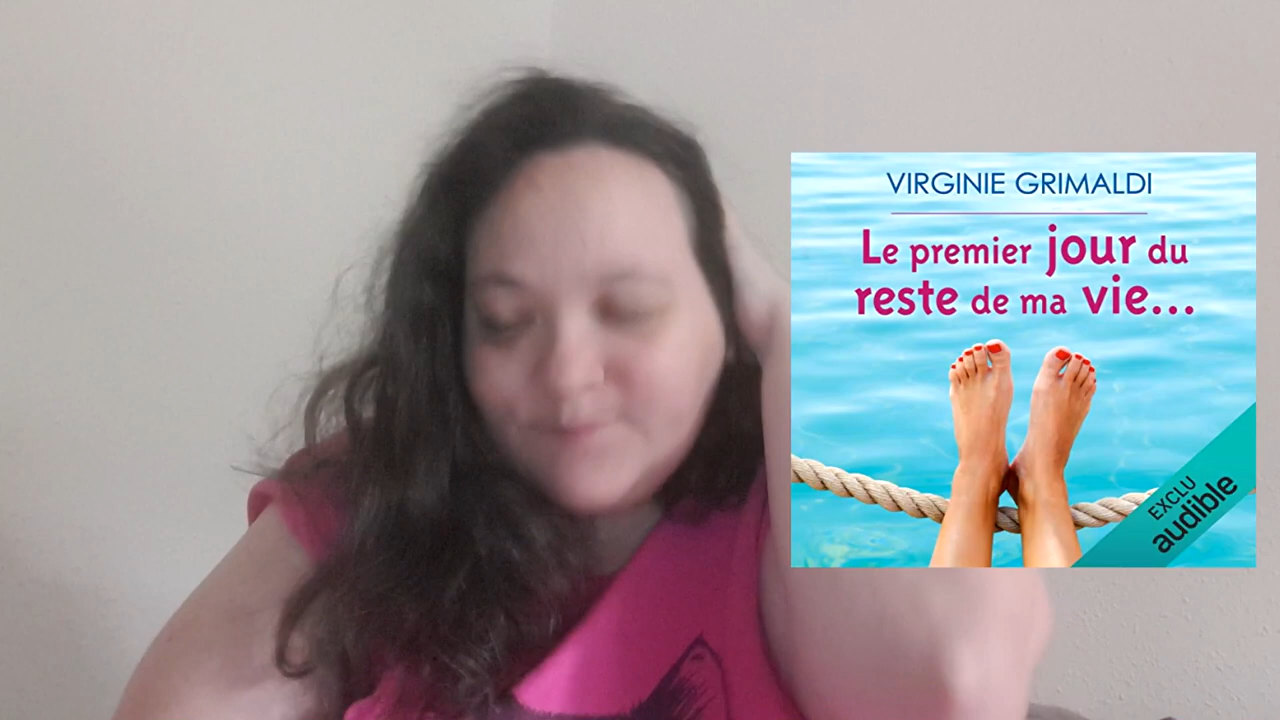 VIRGINIE GRIMALDI
Le premier jour du
reste de ma vie...
EXCLU
audible